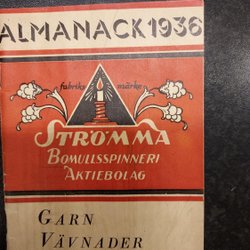 ALMANACK 1936
fabriks märke
STRÖMMA
BOMULLSSPINNERI
AKTIEBOLAG
GARN
VÄVNADER